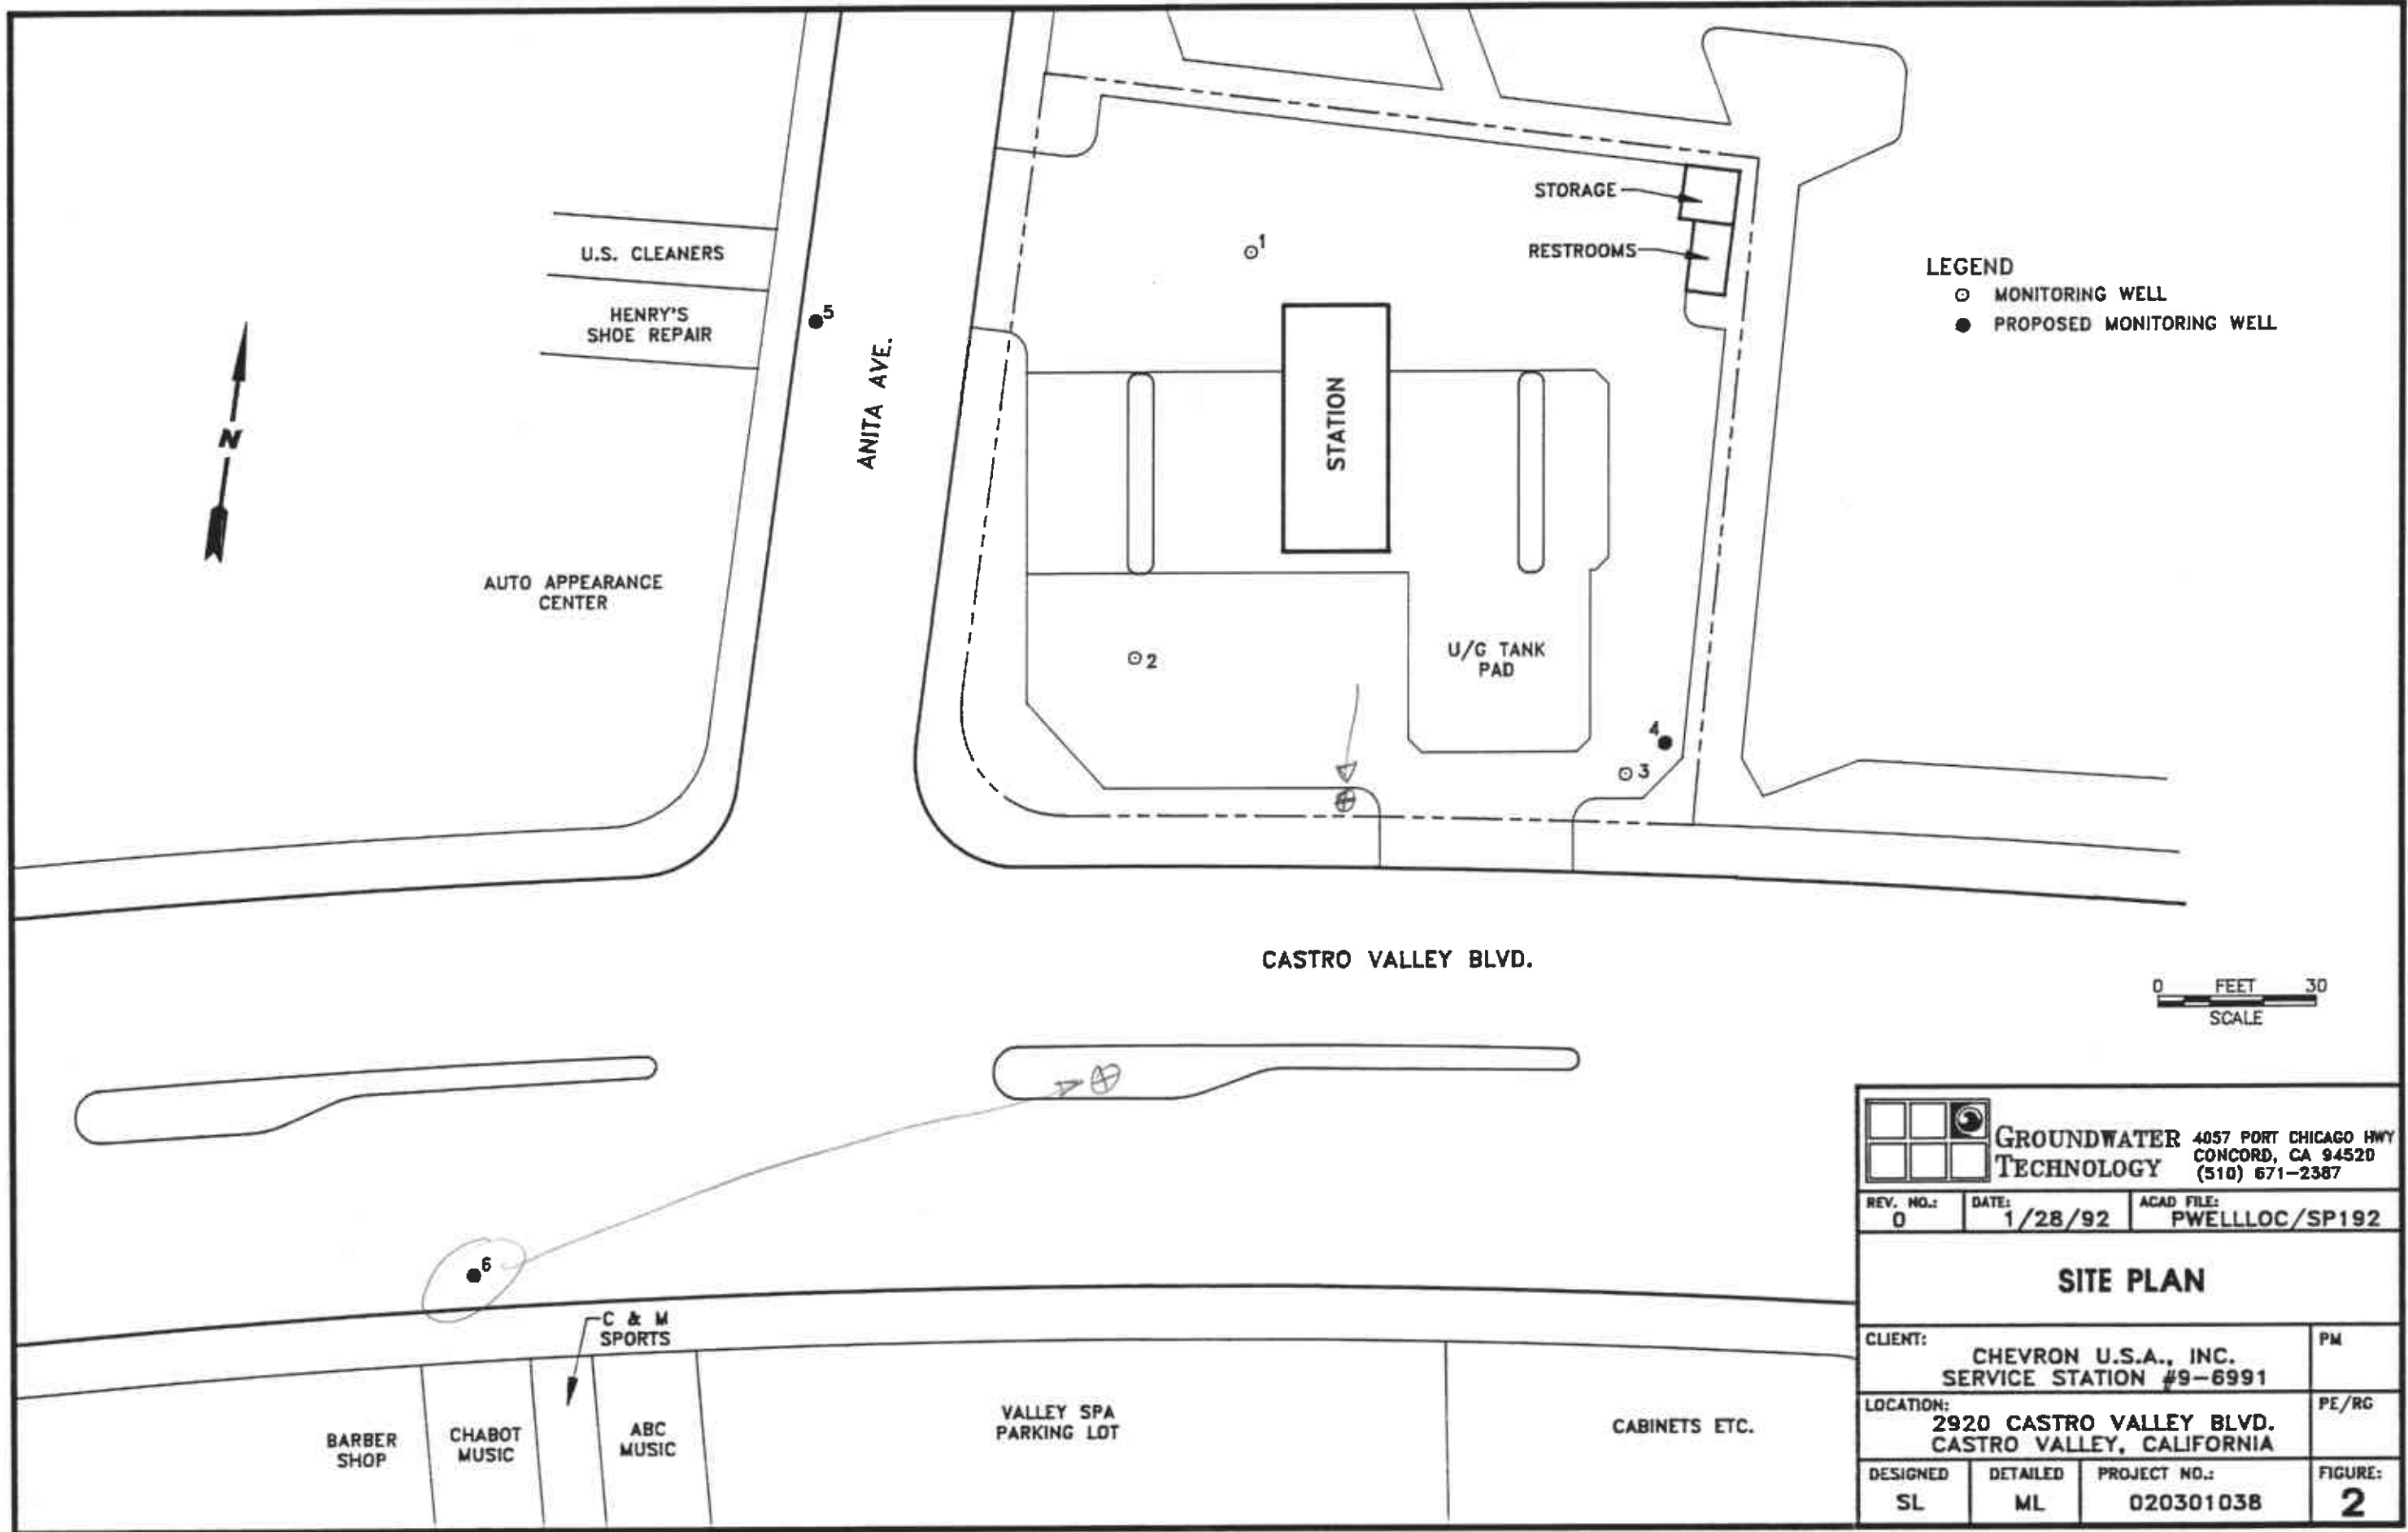 STORAGE
RESTROOMS
U.S. CLEANERS
HENRY'S
SHOE REPAIR
1
5
LEGEND
MONITORING WELL
PROPOSED MONITORING WELL
N
ANITA AVE.
STATION
AUTO APPEARANCE
CENTER
2
U/G TANK
PAD
4
3
CASTRO VALLEY BLVD.
0 FEET 30
SCALE
6
C & M
SPORTS
BARBER
SHOP
CHABOT
MUSIC
ABC
MUSIC
VALLEY SPA
PARKING LOT
CABINETS ETC.
GROUNDWATER
TECHNOLOGY
4057 PORT CHICAGO HWY
CONCORD, CA 94520
(510) 671-2387
REV. NO.:
0
DATE:
1/28/92
ACAD FILE:
PWELLLOC/SP192
SITE PLAN
CLIENT:
CHEVRON U.S.A., INC.
SERVICE STATION #9-6991
PM
LOCATION:
2920 CASTRO VALLEY BLVD.
CASTRO VALLEY, CALIFORNIA
PE/RG
DESIGNED
SL
DETAILED
ML
PROJECT NO.:
020301038
FIGURE:
2